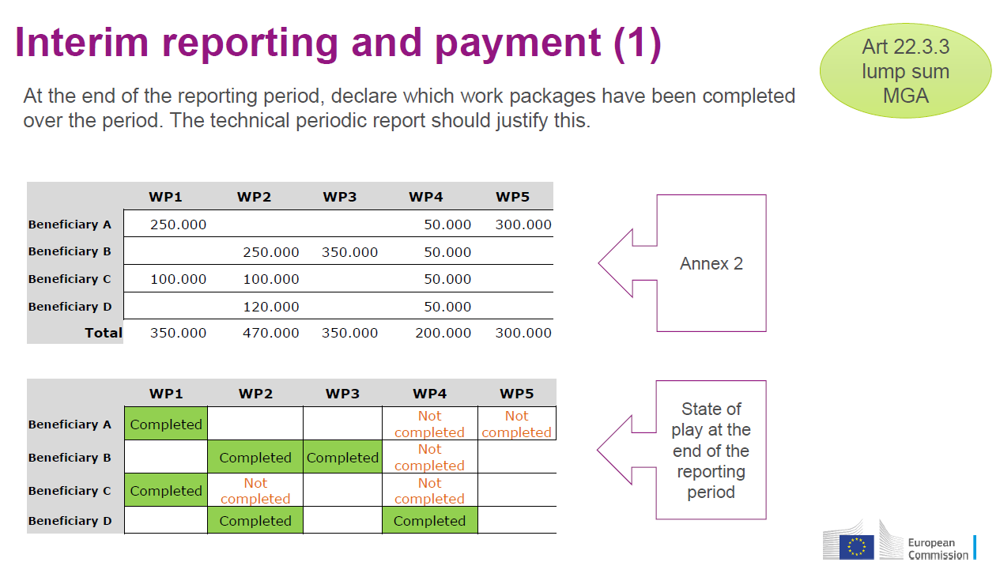 Interim reporting and payment (1)
Art 22.3.3
lump sum
MGA
At the end of the reporting period, declare which work packages have been completed
over the period. The technical periodic report should justify this.
WP1 WP2 WP3 WP4 WP5
Beneficiary A 250.000 50.000 300.000
Beneficiary B 250.000 350.000 50.000
Beneficiary C 100.000 100.000 50.000
Beneficiary D 120.000 50.000
Total 350.000 470.000 350.000 200.000 300.000
Annex 2
WP1 WP2 WP3 WP4 WP5
Beneficiary A Completed Not completed Not completed
Beneficiary B Completed Completed Not completed
Beneficiary C Completed Not completed Not completed
Beneficiary D Completed Completed
State of
play at the
end of the
reporting
period
European
Commission